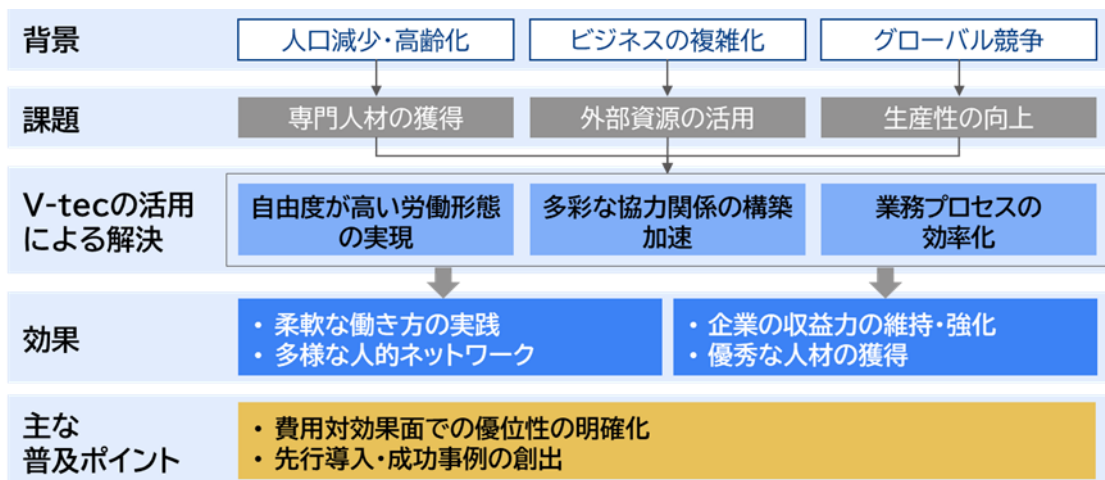 背景
人口減少・高齢化
ビジネスの複雑化
グローバル競争
課題
専門人材の獲得
外部資源の活用
生産性の向上
V-tecの活用
による解決
自由度が高い労働形態
の実現
多彩な協力関係の構築
加速
業務プロセスの
効率化
効果
・ 柔軟な働き方の実践
・ 多様な人的ネットワーク
・ 企業の収益力の維持・強化
・ 優秀な人材の獲得
主な
普及ポイント
・ 費用対効果面での優位性の明確化
・ 先行導入・成功事例の創出